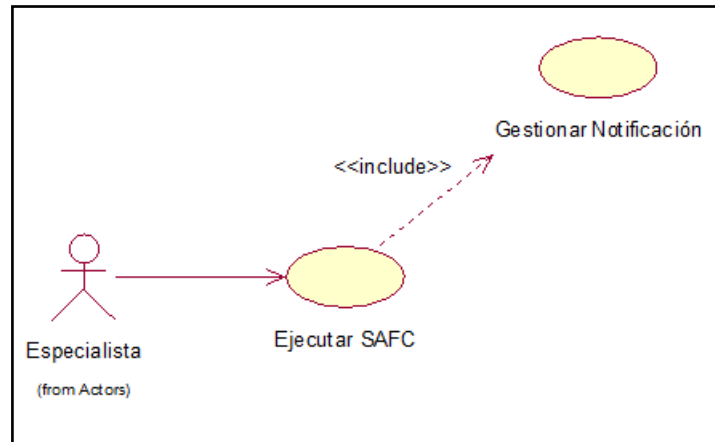 Gestionar Notificación
<<include>>
Ejecutar SAFC
Especialista
(from Actors)